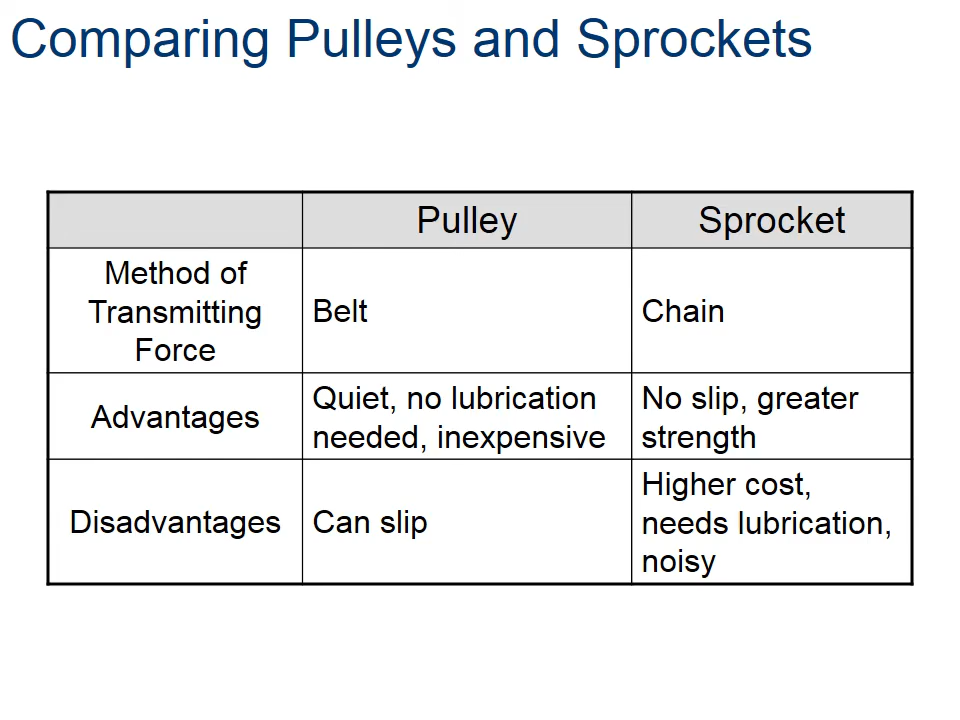 Comparing Pulleys and Sprockets
Pulley
Sprocket
Method of
Transmitting
Force
Belt
Chain
Advantages
Quiet, no lubrication
needed, inexpensive
No slip, greater
strength
Disadvantages
Can slip
Higher cost,
needs lubrication,
noisy